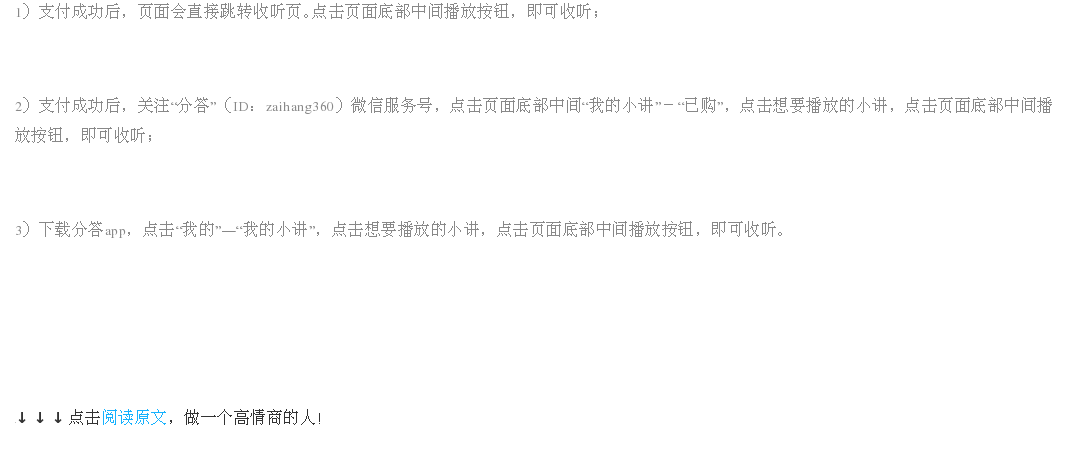 1）支付成功后，页面会直接跳转收听页。点击页面底部中间播放按钮，即可收听；
2）支付成功后，关注“分答”（ID：zaihang360）微信服务号，点击页面底部中间“我的小讲”－“已购”，点击想要播放的小讲，点击页面底部中间播
放按钮，即可收听；
3）下载分答app，点击“我的”—“我的小讲”，点击想要播放的小讲，点击页面底部中间播放按钮，即可收听。
↓↓↓点击阅读原文，做一个高情商的人！